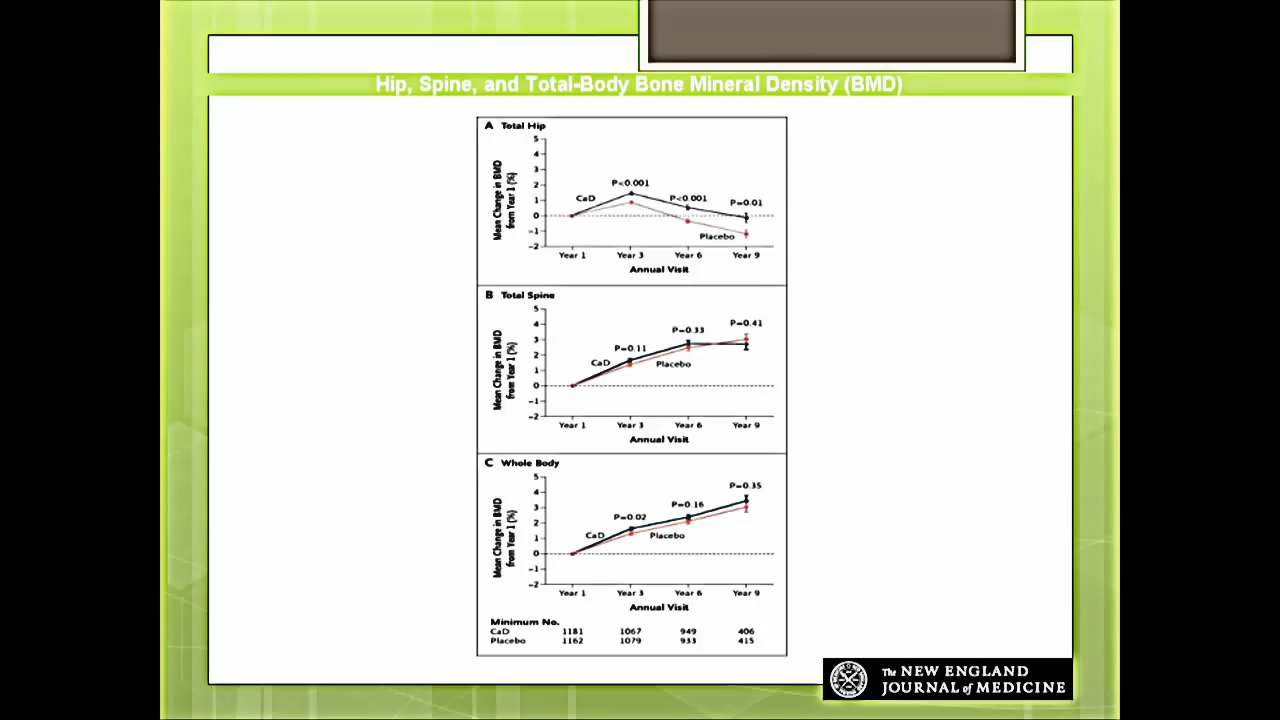 Hip, Spine, and Total-Body Bone Mineral Density (BMD)
A Total Hip
5
4
3
2
1
0
−1
−2
Mean Change in BMD
from Year 1 (%)
CaD
P<0.001
P<0.001
P=0.01
Placebo
Year 1 Year 3 Year 6 Year 9
Annual Visit
B Total Spine
5
4
3
2
1
0
−1
−2
Mean Change in BMD
from Year 1 (%)
CaD
P=0.11
P=0.33
P=0.41
Placebo
Year 1 Year 3 Year 6 Year 9
Annual Visit
C Whole Body
5
4
3
2
1
0
−1
−2
Mean Change in BMD
from Year 1 (%)
CaD
P=0.02
P=0.16
P=0.35
Placebo
Year 1 Year 3 Year 6 Year 9
Annual Visit
Minimum No.
CaD 1181 1067 949 406
Placebo 1162 1079 933 415
The NEW ENGLAND
JOURNAL of MEDICINE